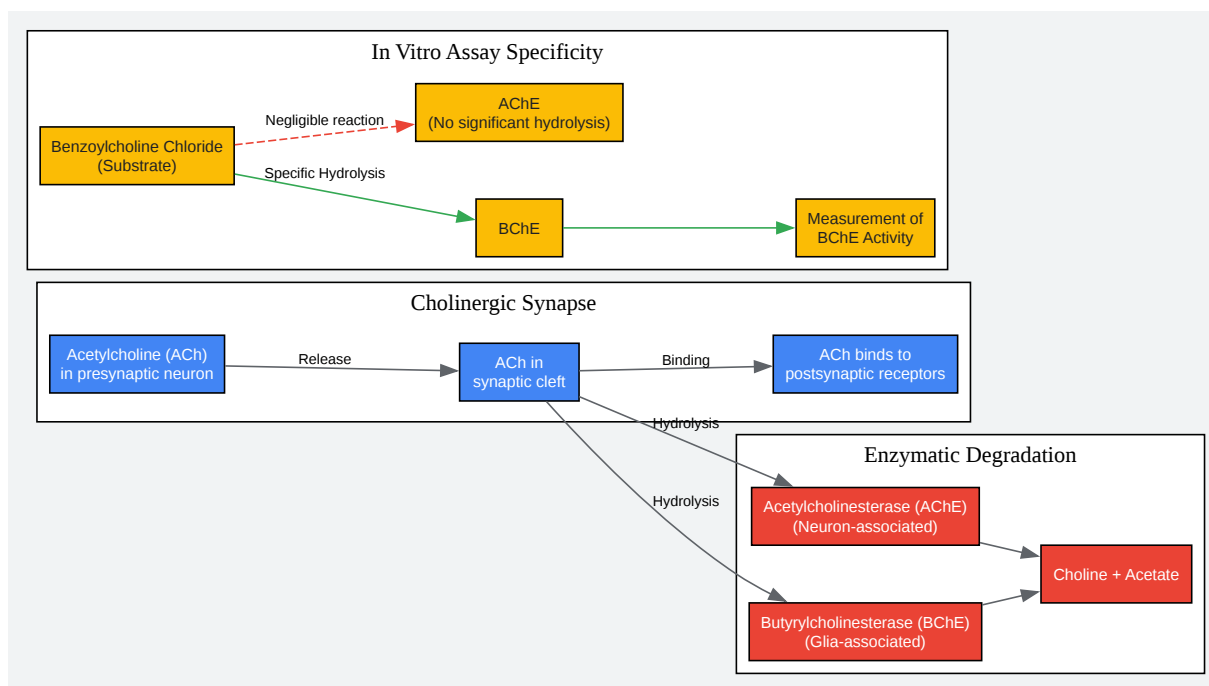 In Vitro Assay Specificity
Benzoylcholine Chloride
(Substrate)
Negligible reaction
AChE
(No significant hydrolysis)
Specific Hydrolysis
BChE
Measurement of
BChE Activity
Cholinergic Synapse
Acetylcholine (ACh)
in presynaptic neuron
Release
ACh in
synaptic cleft
Binding
ACh binds to
postsynaptic receptors
Hydrolysis
Hydrolysis
Enzymatic Degradation
Acetylcholinesterase (AChE)
(Neuron-associated)
Butyrylcholinesterase (BChE)
(Glia-associated)
Choline + Acetate